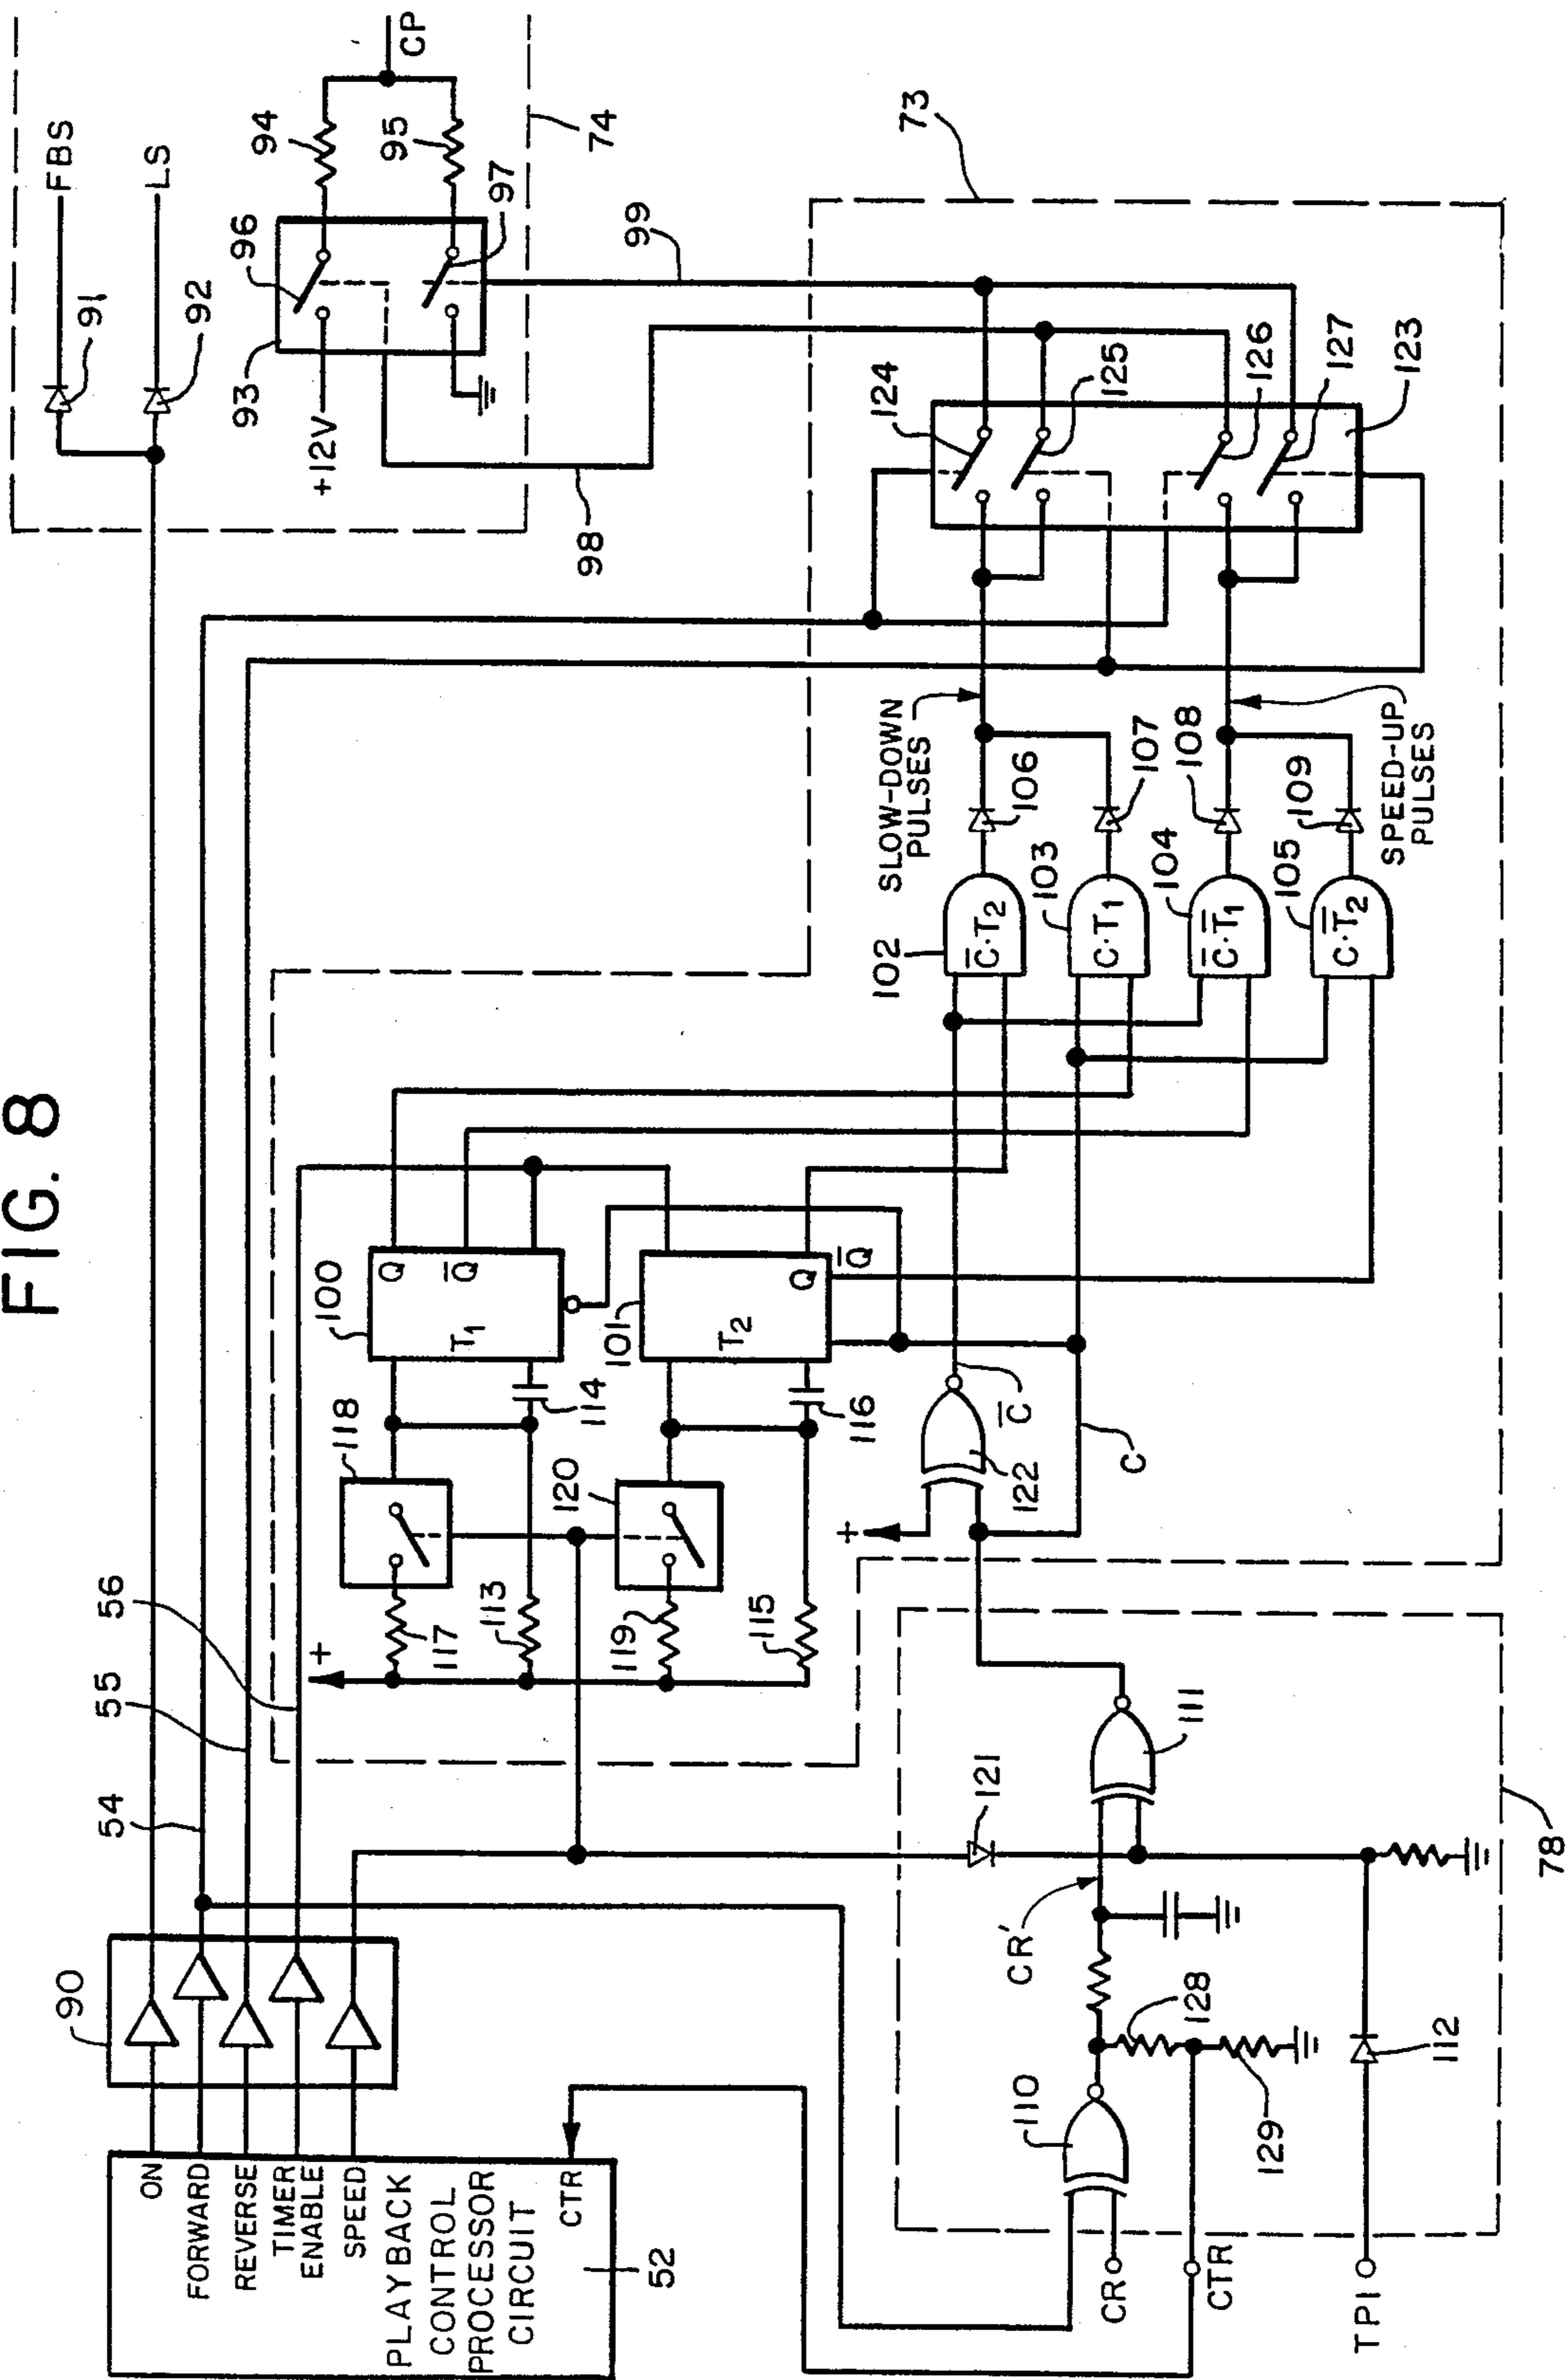 FIG. 8
90
54
55
56
ON
FORWARD
REVERSE
TIMER
ENABLE
SPEED
PLAYBACK
CONTROL
PROCESSOR
CIRCUIT
CTR
52
FBS
91
LS
92
93
96
94
95
97
CP
+12V
74
98
99
73
+
117
118
113
114
119
120
115
116
100
T1
Q
Q̅
101
T2
Q
Q̅
+
122
C̅
C
102
C̅·T2
103
C·T1
104
C̅·T̅1
105
C·T̅2
106
107
108
109
SLOW-DOWN
PULSES
SPEED-UP
PULSES
124
125
126
127
123
110
CR
CTR
TPI
128
129
CR′
121
111
112
78